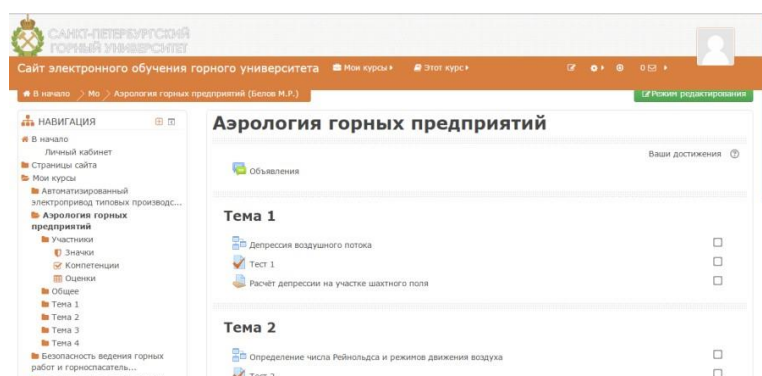 САНКТ-ПЕТЕРБУРГСКИЙ
ГОРНЫЙ УНИВЕРСИТЕТ
Сайт электронного обучения горного университета Мои курсы Этот курс 0
В начало Мо Аэрология горных предприятий (Белов М.Р.) Режим редактирования
НАВИГАЦИЯ
В начало
Личный кабинет
Страницы сайта
Мои курсы
Автоматизированный
электропривод типовых производс...
Аэрология горных
предприятий
Участники
Значки
Компетенции
Оценки
Общее
Тема 1
Тема 2
Тема 3
Тема 4
Безопасность ведения горных
работ и горноспасатель...
Аэрология горных предприятий
Ваши достижения
Объявления
Тема 1
Депрессия воздушного потока
Тест 1
Расчёт депрессии на участке шахтного поля
Тема 2
Определение числа Рейнольдса и режимов движения воздуха
Тест 2